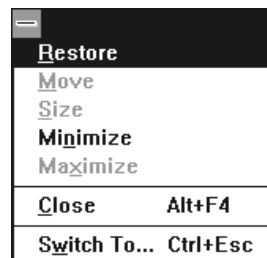 Restore
Move
Size
Minimize
Maximize
Close Alt+F4
Switch To... Ctrl+Esc